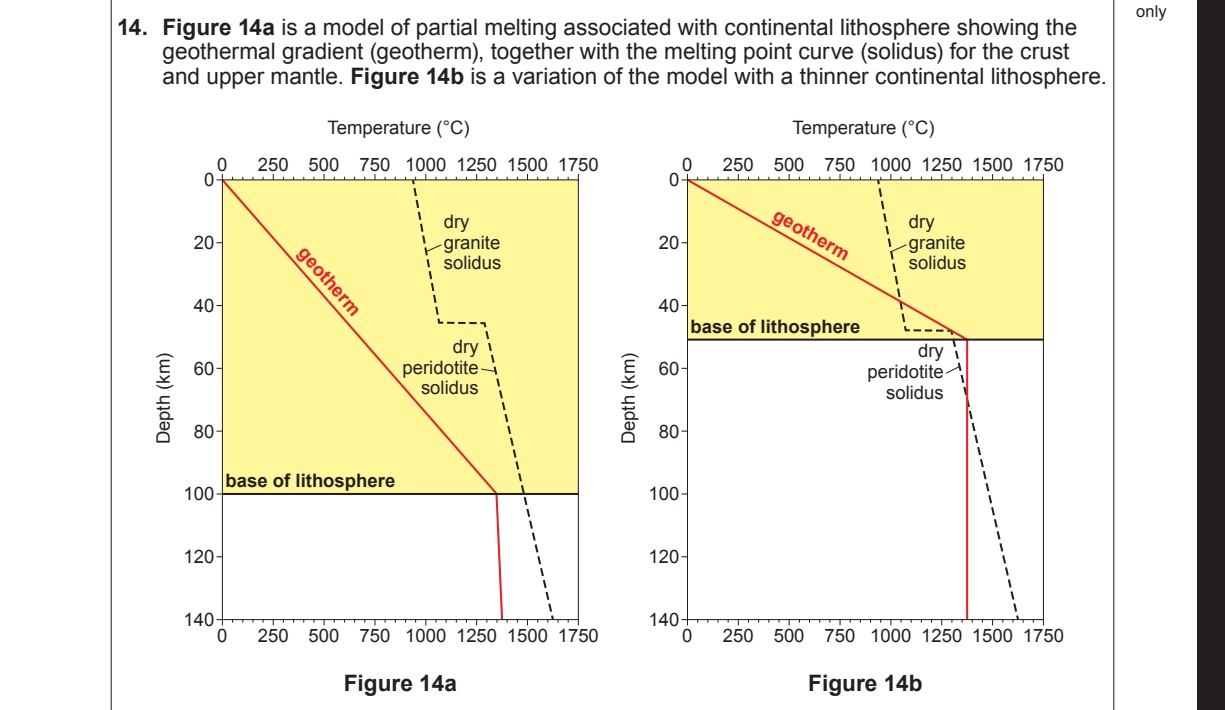 only
14. Figure 14a is a model of partial melting associated with continental lithosphere showing the
geothermal gradient (geotherm), together with the melting point curve (solidus) for the crust
and upper mantle. Figure 14b is a variation of the model with a thinner continental lithosphere.
Temperature (°C)
0 250 500 750 1000 1250 1500 1750
0
20
40
60
80
100
120
140
Depth (km)
geotherm
dry
granite
solidus
dry
peridotite
solidus
base of lithosphere
0 250 500 750 1000 1250 1500 1750
Figure 14a
Temperature (°C)
0 250 500 750 1000 1250 1500 1750
0
20
40
60
80
100
120
140
Depth (km)
geotherm
dry
granite
solidus
base of lithosphere
dry
peridotite
solidus
0 250 500 750 1000 1250 1500 1750
Figure 14b